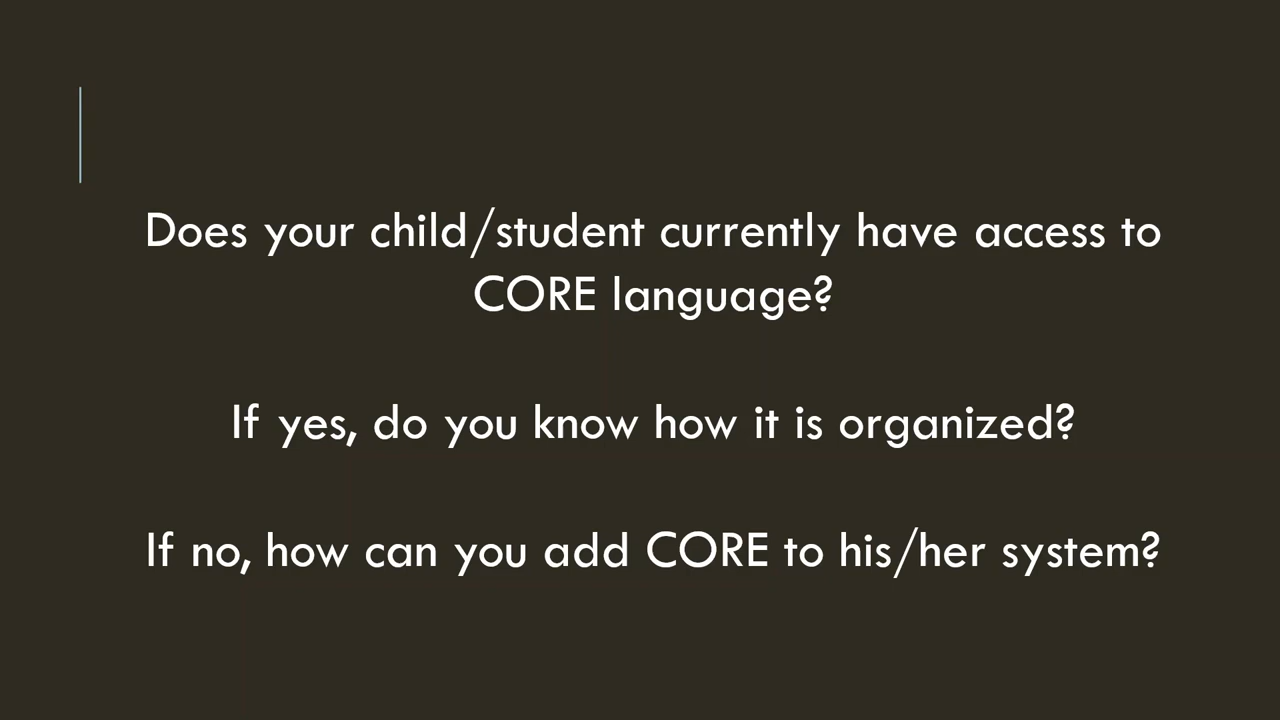 Does your child/student currently have access to
CORE language?
If yes, do you know how it is organized?
If no, how can you add CORE to his/her system?